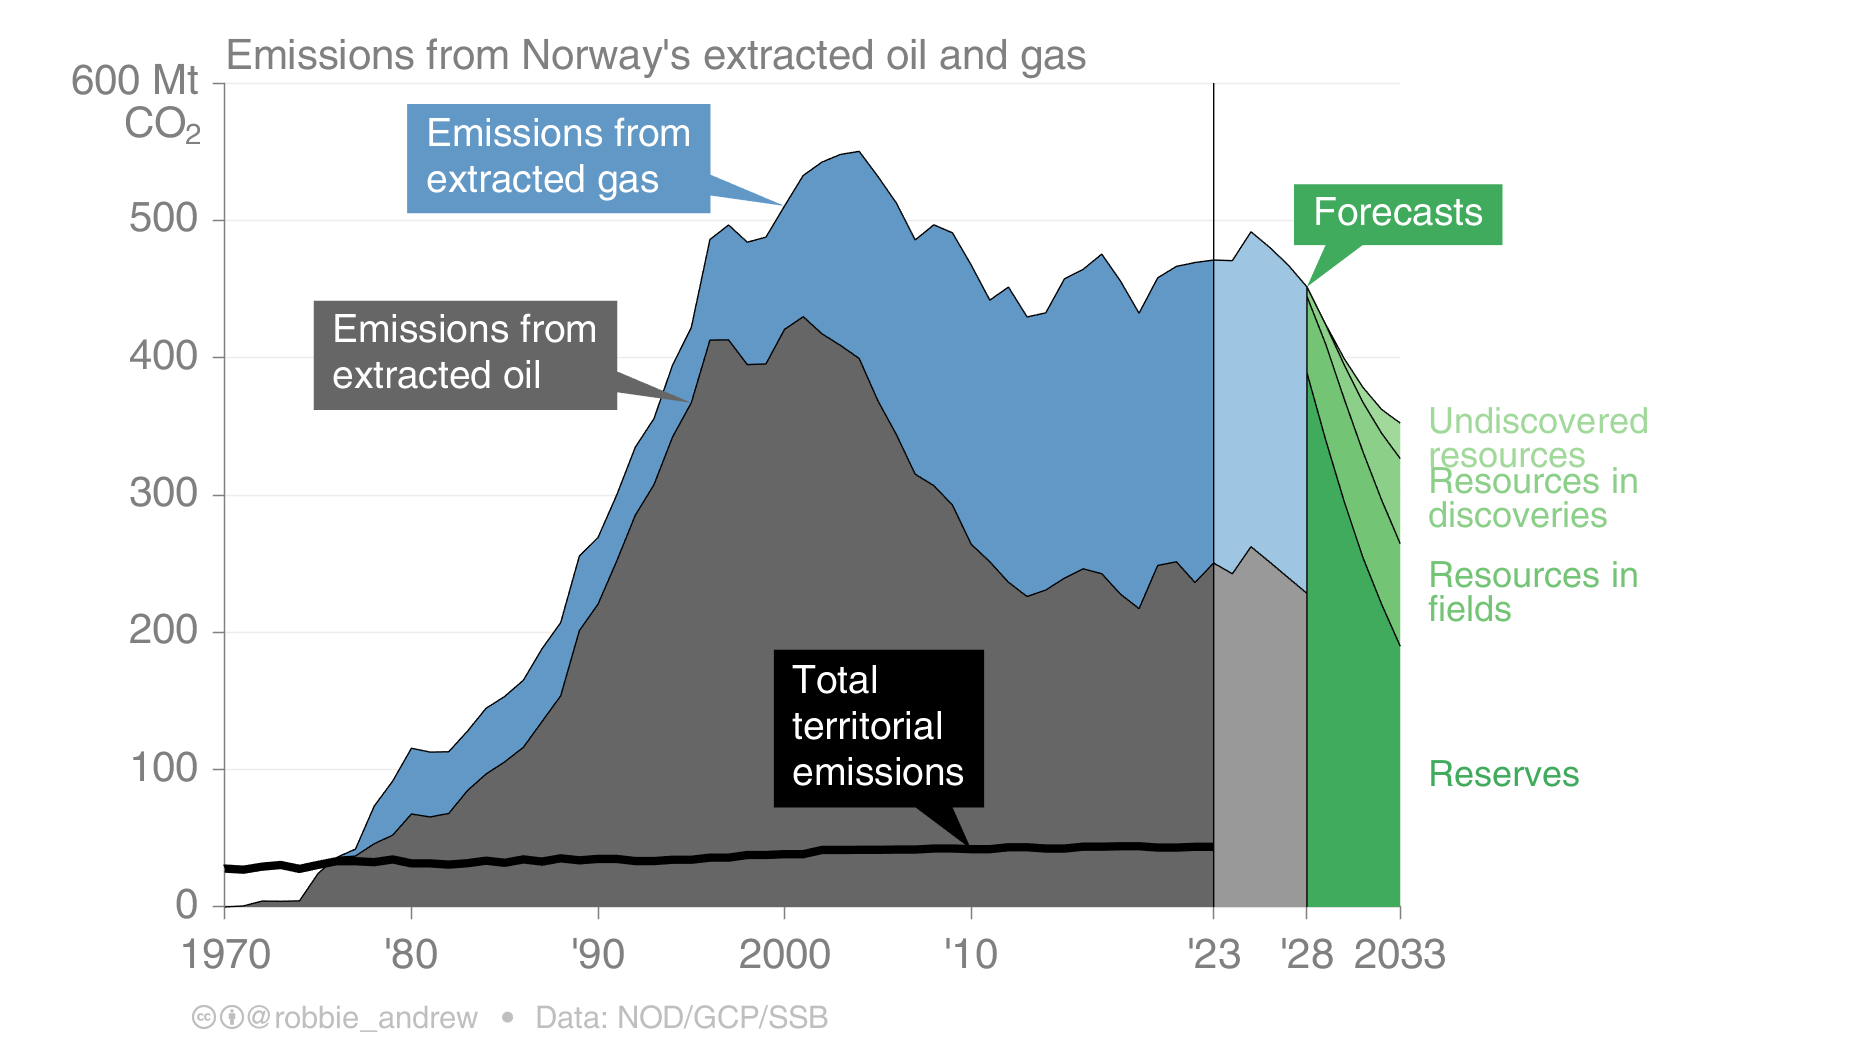 Emissions from Norway's extracted oil and gas
600 Mt
CO₂
500
400
300
200
100
0
Emissions from
extracted gas
Emissions from
extracted oil
Total
territorial
emissions
Forecasts
Undiscovered
resources
Resources in
discoveries
Resources in
fields
Reserves
1970 '80 '90 2000 '10 '23 '28 2033
@robbie_andrew • Data: NOD/GCP/SSB